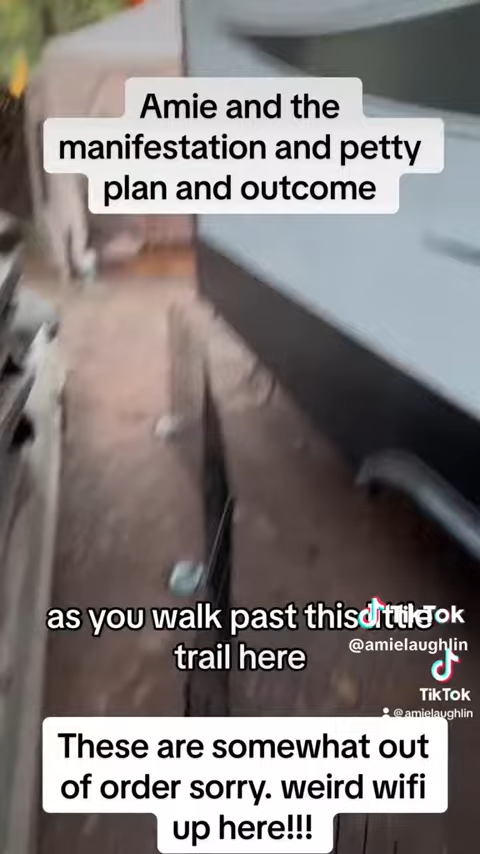 Amie and the
manifestation and petty
plan and outcome
as you walk past this little
trail here
TikTok
@amielaughlin
TikTok
@amielaughlin
These are somewhat out
of order sorry. weird wifi
up here!!!